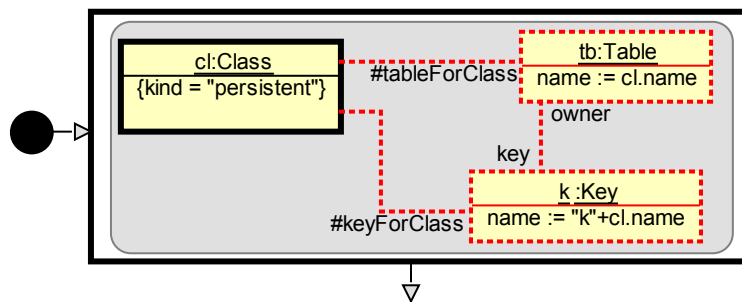 cl:Class
{kind = "persistent"}
#tableForClass
tb:Table
name := cl.name
owner
key
k :Key
name := "k"+cl.name
#keyForClass